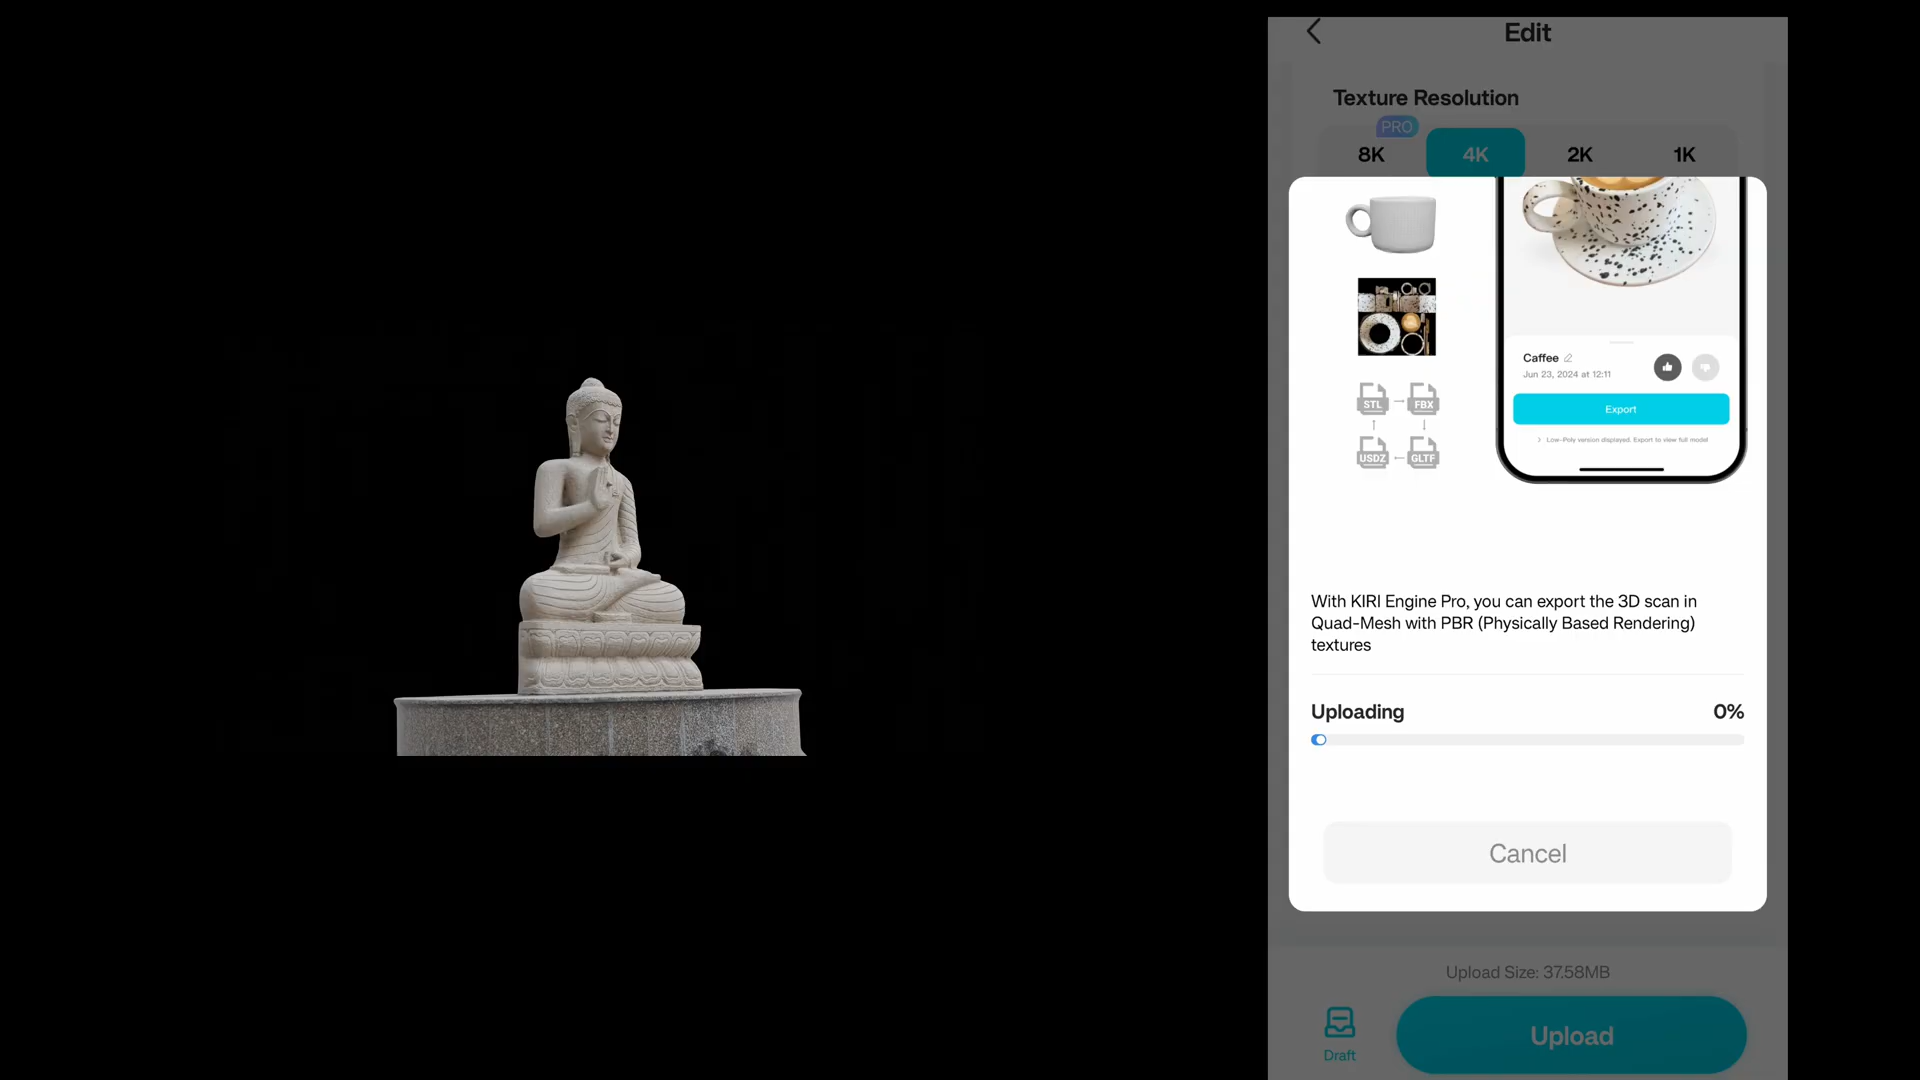 Edit
Texture Resolution
PRO
8K
4K
2K
1K
STL
FBX
USDZ
GLTF
Caffee
Jun 23, 2024 at 12:11
Export
Low-Poly version displayed. Export to view full model
With KIRI Engine Pro, you can export the 3D scan in
Quad-Mesh with PBR (Physically Based Rendering)
textures
Uploading 0%
Cancel
Upload Size: 37.58MB
Draft
Upload